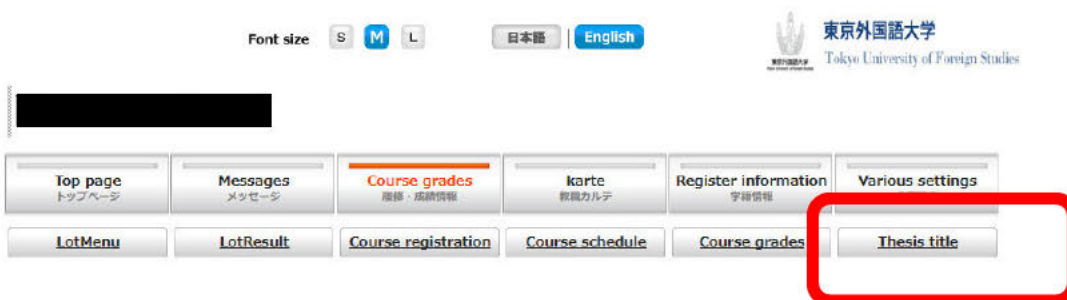 Font size S M L 日本語 English
東京外国語大学
Tokyo University of Foreign Studies
Top page Messages Course grades karte Register information Various settings
トップページ メッセージ 履修・成績情報 教職カルテ 学籍情報
LotMenu LotResult Course registration Course schedule Course grades Thesis title